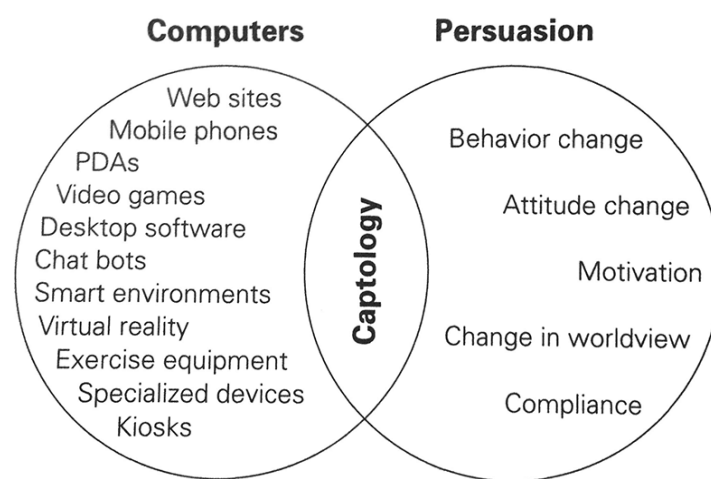 Computers
Persuasion
Web sites
Mobile phones
PDAs
Video games
Desktop software
Chat bots
Smart environments
Virtual reality
Exercise equipment
Specialized devices
Kiosks
Captology
Behavior change
Attitude change
Motivation
Change in worldview
Compliance